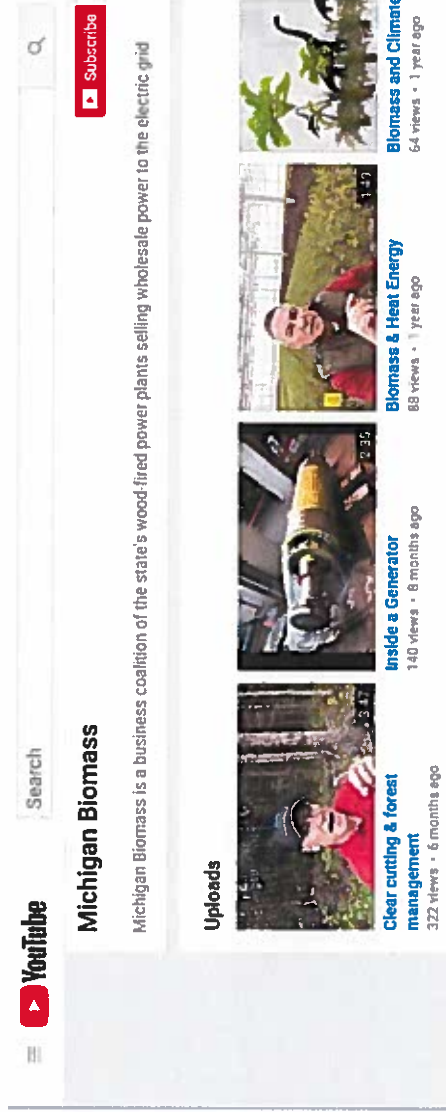 YouTube
Search
Subscribe
Michigan Biomass
Michigan Biomass is a business coalition of the state's wood-fired power plants selling wholesale power to the electric grid
Uploads
3:47
2:35
1:49
Clear cutting & forest
management
322 views • 6 months ago
Inside a Generator
140 views • 8 months ago
Biomass & Heat Energy
88 views • 1 year ago
Biomass and Climate
64 views • 1 year ago